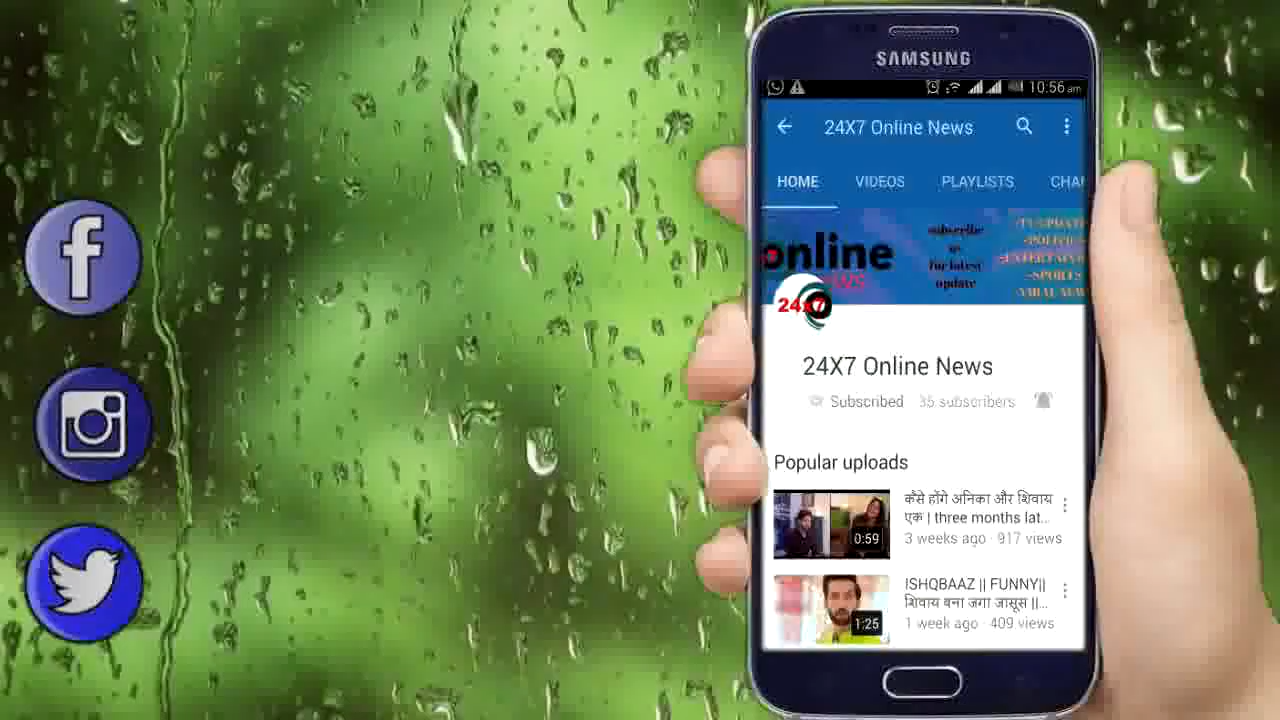 SAMSUNG
10:56 am
24X7 Online News
HOME VIDEOS PLAYLISTS CHAN
online
subscribe
us
for latest
update
-POLITICS
-SPORTS
24x7
24X7 Online News
Subscribed 35 subscribers
Popular uploads
कैसे होंगे अनिका और शिवाय
एक | three months lat...
0:59
3 weeks ago · 917 views
ISHQBAAZ || FUNNY||
शिवाय बना जगा जासूस ||...
1:25
1 week ago · 409 views